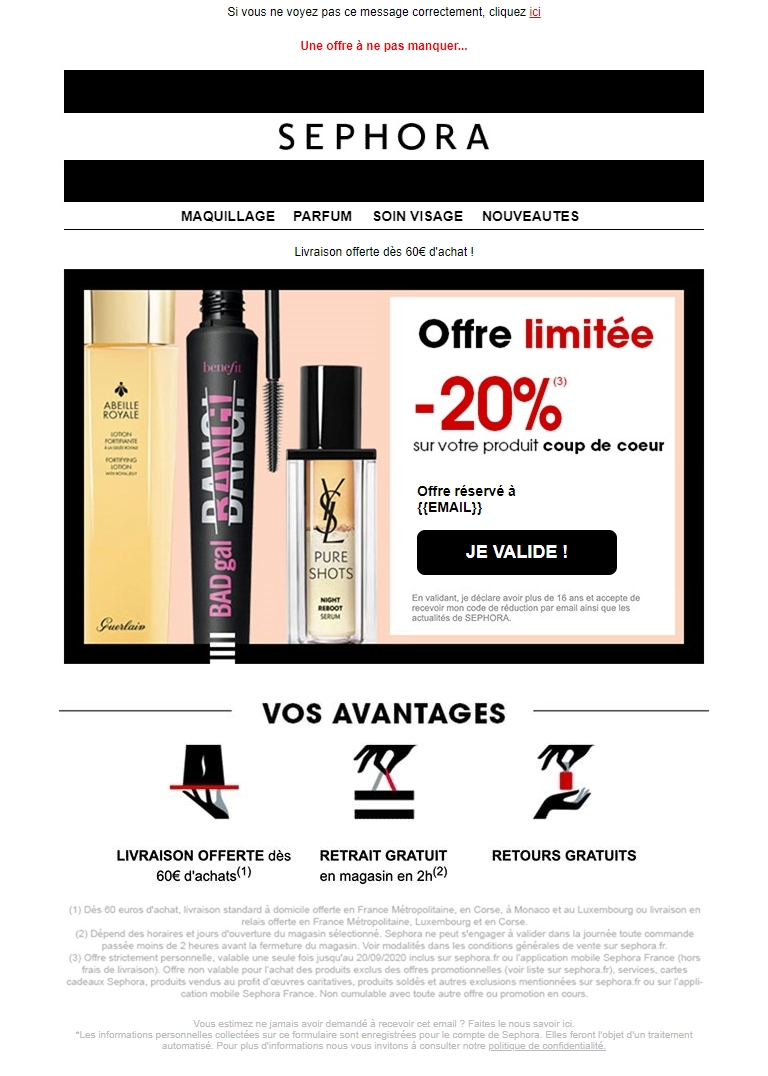 Si vous ne voyez pas ce message correctement, cliquez ici
Une offre à ne pas manquer...
SEPHORA
MAQUILLAGE PARFUM SOIN VISAGE NOUVEAUTES
Livraison offerte dès 60€ d'achat !
ABEILLE
ROYALE
LOTION
FORTIFIANTE
À LA GELÉE ROYALE
FORTIFYING
LOTION
WITH ROYAL JELLY
Guerlain
benefit
BADgal BANG!
YSL
PURE
SHOTS
NIGHT
REBOOT
SERUM
Offre limitée
-20%(3)
sur votre produit coup de coeur
Offre réservé à
{{EMAIL}}
JE VALIDE !
En validant, je déclare avoir plus de 16 ans et accepte de
recevoir mon code de réduction par email ainsi que les
actualités de SEPHORA.
VOS AVANTAGES
LIVRAISON OFFERTE dès
60€ d'achats(1)
RETRAIT GRATUIT
en magasin en 2h(2)
RETOURS GRATUITS
(1) Dès 60 euros d'achat, livraison standard à domicile offerte en France Métropolitaine, en Corse, à Monaco et au Luxembourg ou livraison en
relais offerte en France Métropolitaine, Luxembourg et en Corse.
(2) Dépend des horaires et jours d'ouverture du magasin sélectionné. Sephora ne peut s'engager à valider dans la journée toute commande
passée moins de 2 heures avant la fermeture du magasin. Voir modalités dans les conditions générales de vente sur sephora.fr.
(3) Offre strictement personnelle, valable une seule fois jusqu'au 20/09/2020 inclus sur sephora.fr ou l'application mobile Sephora France (hors
frais de livraison). Offre non valable pour l'achat des produits exclus des offres promotionnelles (voir liste sur sephora.fr), services, cartes
cadeaux Sephora, produits vendus au profit d'œuvres caritatives, produits soldés et autres exclusions mentionnées sur sephora.fr ou sur l'appli-
cation mobile Sephora France. Non cumulable avec toute autre offre ou promotion en cours.
Vous estimez ne jamais avoir demandé à recevoir cet email ? Faites le nous savoir ici.
*Les informations personnelles collectées sur ce formulaire sont enregistrées pour le compte de Sephora. Elles feront l'objet d'un traitement
automatisé. Pour plus d'informations nous vous invitons à consulter notre politique de confidentialité.